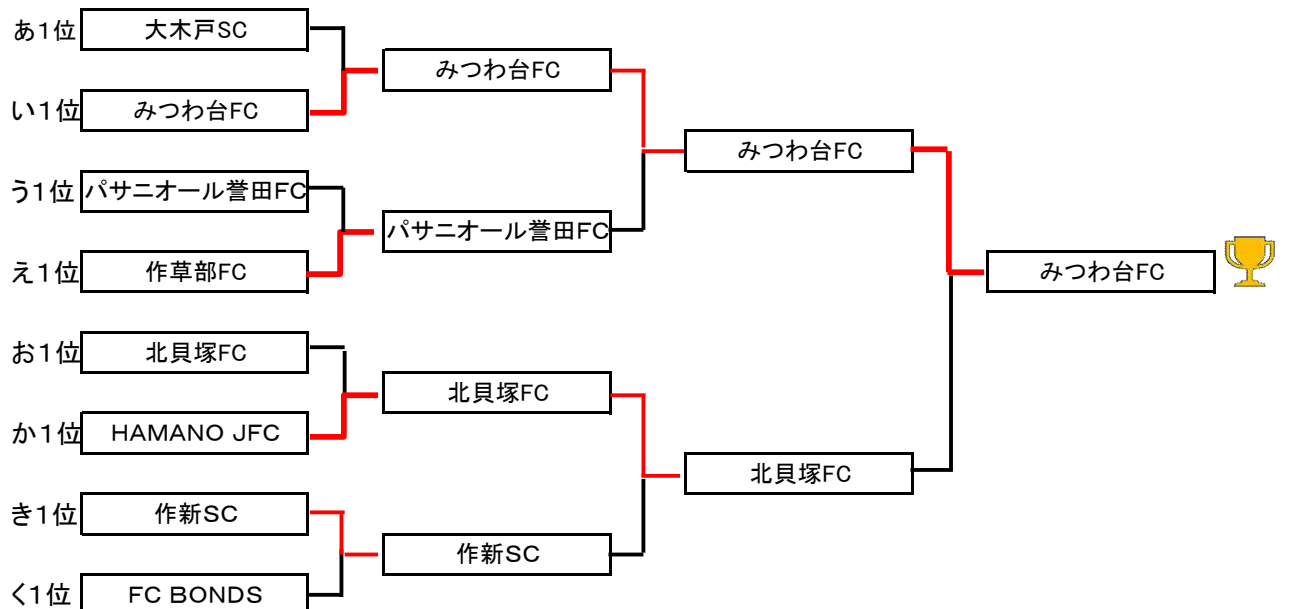 あ１位 大木戸SC
い１位 みつわ台FC
う１位 パサニオール誉田FC
え１位 作草部FC
お１位 北貝塚FC
か１位 HAMANO JFC
き１位 作新SC
く１位 FC BONDS
みつわ台FC
パサニオール誉田FC
北貝塚FC
作新SC
みつわ台FC
北貝塚FC
みつわ台FC